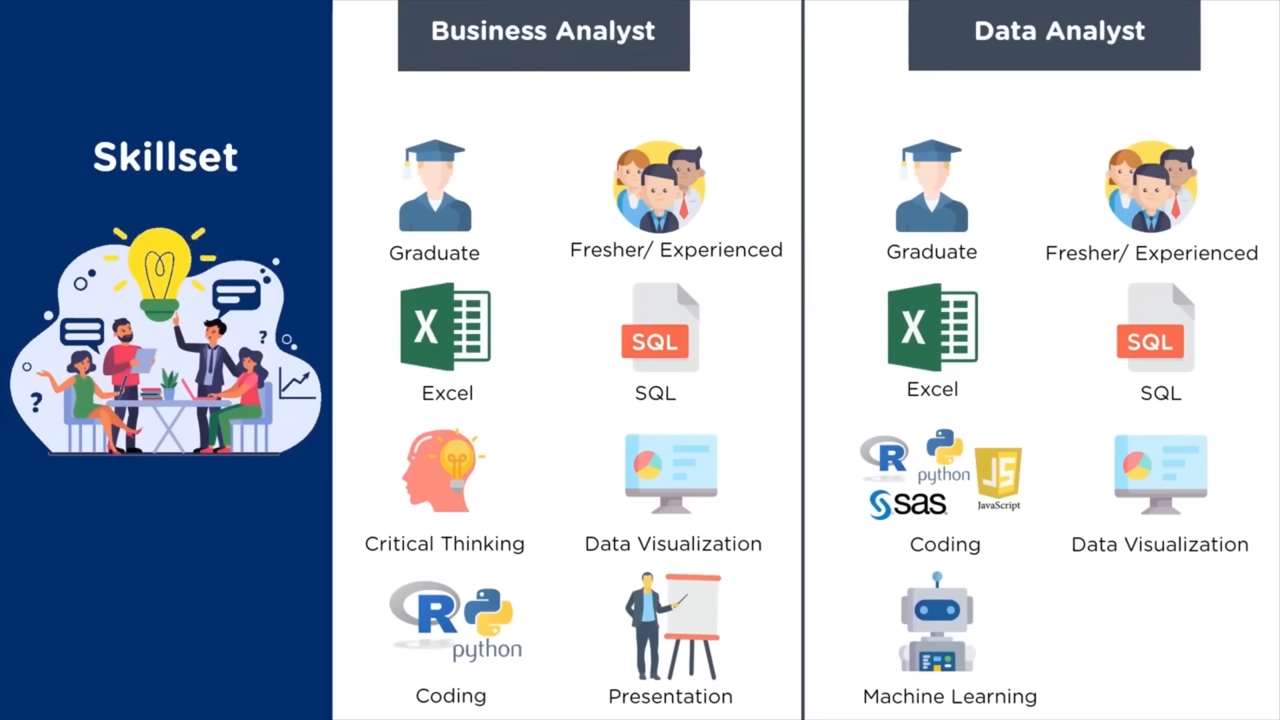 Skillset
?
?
Business Analyst
Graduate
Fresher/ Experienced
X
Excel
SQL
SQL
Critical Thinking
Data Visualization
R
python
Coding
Presentation
Data Analyst
Graduate
Fresher/ Experienced
X
Excel
SQL
SQL
R
python
JS
JavaScript
sas
Coding
Data Visualization
Machine Learning